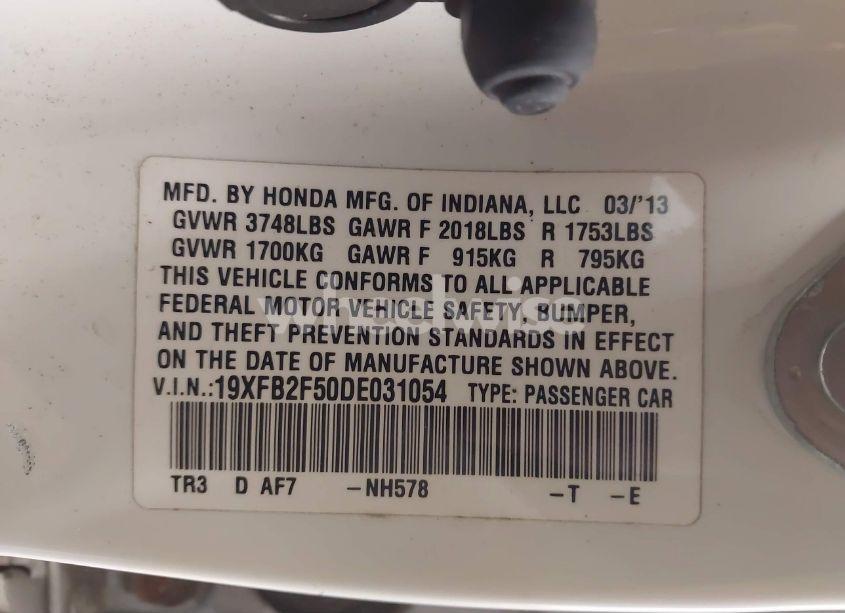 MFD. BY HONDA MFG. OF INDIANA, LLC 03/'13
GVWR 3748LBS GAWR F 2018LBS R 1753LBS
GVWR 1700KG GAWR F 915KG R 795KG
THIS VEHICLE CONFORMS TO ALL APPLICABLE
FEDERAL MOTOR VEHICLE SAFETY, BUMPER,
AND THEFT PREVENTION STANDARDS IN EFFECT
ON THE DATE OF MANUFACTURE SHOWN ABOVE.
V.I.N.:19XFB2F50DE031054 TYPE: PASSENGER CAR
TR3 D AF7 -NH578 -T -E
wheelwise